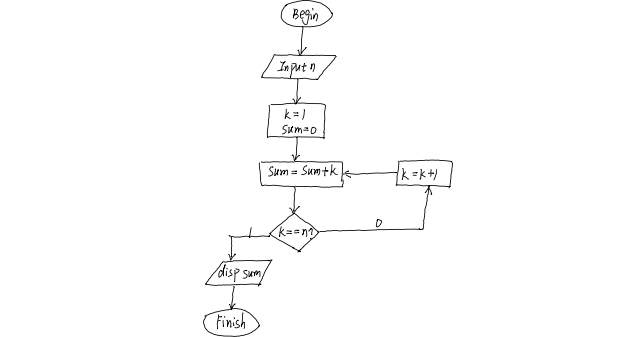 Begin
Input n
k=1
sum=0
sum=sum+k
k=k+1
k==n?
0
1
disp sum
Finish